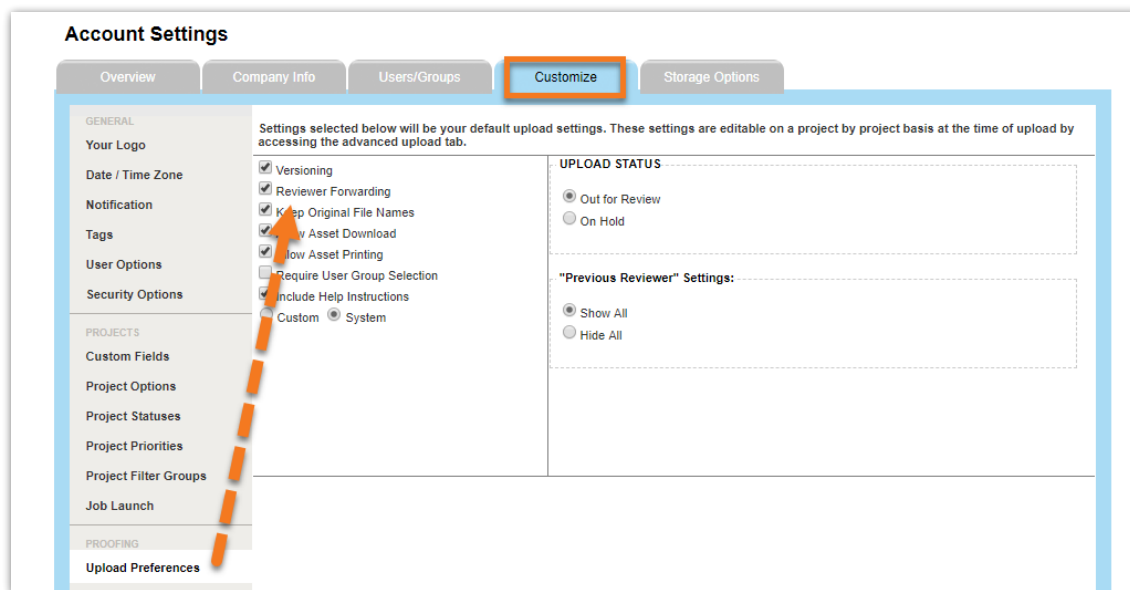 Account Settings
Overview
Company Info
Users/Groups
Customize
Storage Options
GENERAL
Your Logo
Date / Time Zone
Notification
Tags
User Options
Security Options
PROJECTS
Custom Fields
Project Options
Project Statuses
Project Priorities
Project Filter Groups
Job Launch
PROOFING
Upload Preferences
Settings selected below will be your default upload settings. These settings are editable on a project by project basis at the time of upload by
accessing the advanced upload tab.
Versioning
Reviewer Forwarding
Keep Original File Names
Asset Download
Allow Asset Printing
Require User Group Selection
Include Help Instructions
Custom System
UPLOAD STATUS
Out for Review
On Hold
"Previous Reviewer" Settings:
Show All
Hide All